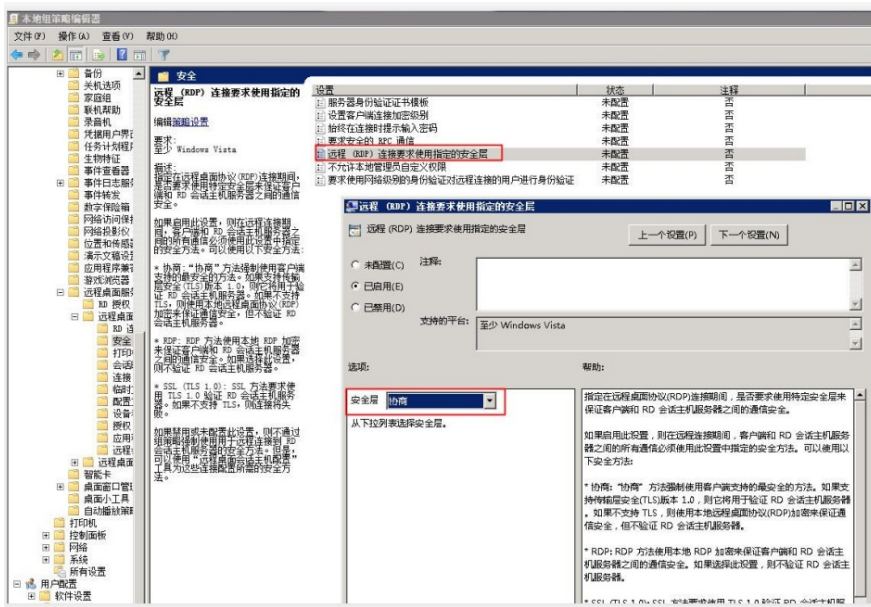 本地组策略编辑器
文件(F) 操作(A) 查看(V) 帮助(H)
备份
关机选项
家庭组
联机帮助
录音机
凭据用户界面
任务计划程序
生物特征
事件查看器
事件日志服务
事件转发
数字保险箱
网络访问保护
网络投影仪
位置和传感器
演示文稿设置
应用程序兼容
游戏浏览器
远程桌面服务
RD 授权
远程桌面
RD 连
安全
打印
会话
连接
临时
配置
设备
授权
应用
远程
远程桌面
智能卡
桌面窗口管理
桌面小工具
自动播放策略
打印机
控制面板
网络
系统
所有设置
用户配置
软件设置
安全
远程 (RDP) 连接要求使用指定的
安全层
编辑策略设置
要求:
至少 Windows Vista
描述:
指定在远程桌面协议(RDP)连接期间,
是否要求使用特定安全层来保证客户
端和 RD 会话主机服务器之间的通信
安全。
如果启用此设置,则在远程连接期
间,客户端和 RD 会话主机服务器之
间的所有通信必须使用此设置中指定
的安全方法。可以使用以下安全方法:
* 协商:“协商”方法强制使用客户端
支持的最安全的方法。如果支持传输
层安全(TLS)版本 1.0,则它将用于验
证 RD 会话主机服务器。如果不支持
TLS,则使用本地远程桌面协议(RDP)
加密来保证通信安全,但不验证 RD
会话主机服务器。
* RDP: RDP 方法使用本地 RDP 加密
来保证客户端和 RD 会话主机服务器
之间的通信安全。如果选择此设置,
则不验证 RD 会话主机服务器。
* SSL (TLS 1.0): SSL 方法要求使
用 TLS 1.0 验证 RD 会话主机服务
器。如果不支持 TLS,则连接将失
败。
如果禁用或未配置此设置,则不通过
组策略强制使用用于远程连接到 RD
会话主机服务器的安全方法。但是,
可以使用“远程桌面会话主机配置”
工具为这些连接配置所需的安全方
法。
设置 状态 注释
服务器身份验证证书模板 未配置 否
设置客户端连接加密级别 未配置 否
始终在连接时提示输入密码 未配置 否
要求安全的 RPC 通信 未配置 否
远程 (RDP) 连接要求使用指定的安全层 未配置 否
不允许本地管理员自定义权限 未配置 否
要求使用网络级别的身份验证对远程连接的用户进行身份验证 未配置 否
远程 (RDP) 连接要求使用指定的安全层
远程 (RDP) 连接要求使用指定的安全层
上一个设置(P) 下一个设置(N)
未配置(C) 注释:
已启用(E)
已禁用(D)
支持的平台: 至少 Windows Vista
选项: 帮助:
安全层 协商
从下拉列表选择安全层。
指定在远程桌面协议(RDP)连接期间,是否要求使用特定安全层来
保证客户端和 RD 会话主机服务器之间的通信安全。
如果启用此设置,则在远程连接期间,客户端和 RD 会话主机服务
器之间的所有通信必须使用此设置中指定的安全方法。可以使用以
下安全方法:
* 协商: “协商” 方法强制使用客户端支持的最安全的方法。如果支
持传输层安全(TLS)版本 1.0,则它将用于验证 RD 会话主机服务器
。如果不支持 TLS,则使用本地远程桌面协议(RDP)加密来保证通
信安全,但不验证 RD 会话主机服务器。
* RDP: RDP 方法使用本地 RDP 加密来保证客户端和 RD 会话主
机服务器之间的通信安全。如果选择此设置,则不验证 RD 会话主
机服务器。
* SSL (TLS 1.0): SSL 方法要求使用 TLS 1.0 验证 RD 会话主机服